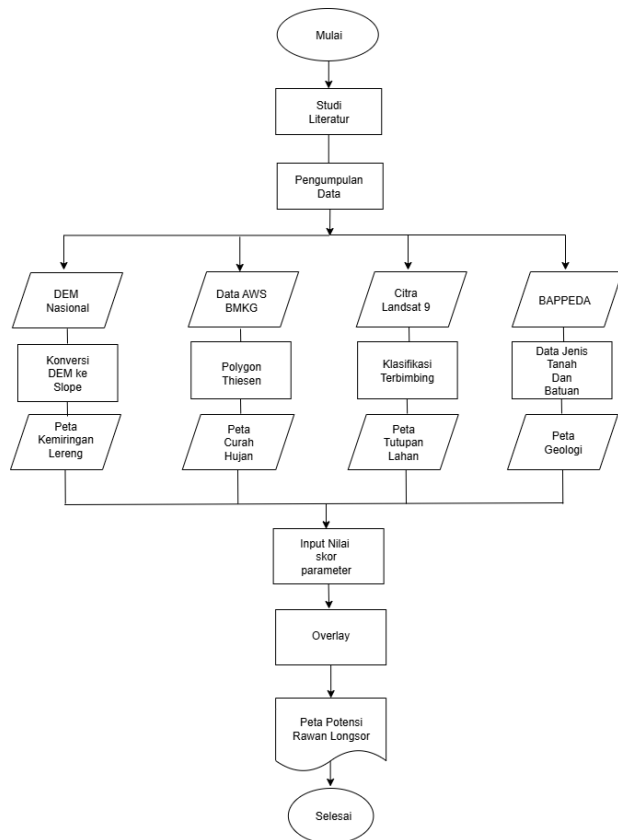 Mulai
Studi
Literatur
Pengumpulan
Data
DEM
Nasional
Data AWS
BMKG
Citra
Landsat 9
BAPPEDA
Konversi
DEM ke
Slope
Polygon
Thiesen
Klasifikasi
Terbimbing
Data Jenis
Tanah
Dan
Batuan
Peta
Kemiringan
Lereng
Peta
Curah
Hujan
Peta
Tutupan
Lahan
Peta
Geologi
Input Nilai
skor
parameter
Overlay
Peta Potensi
Rawan Longsor
Selesai